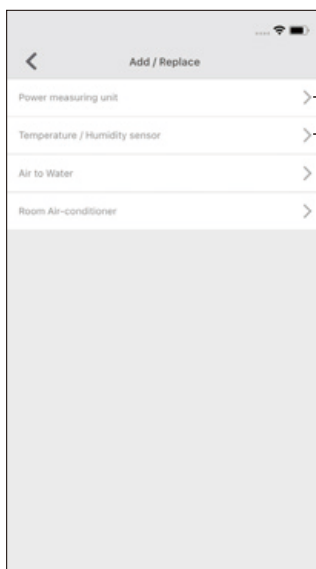 Add / Replace
Power measuring unit
Temperature / Humidity sensor
Air to Water
Room Air-conditioner